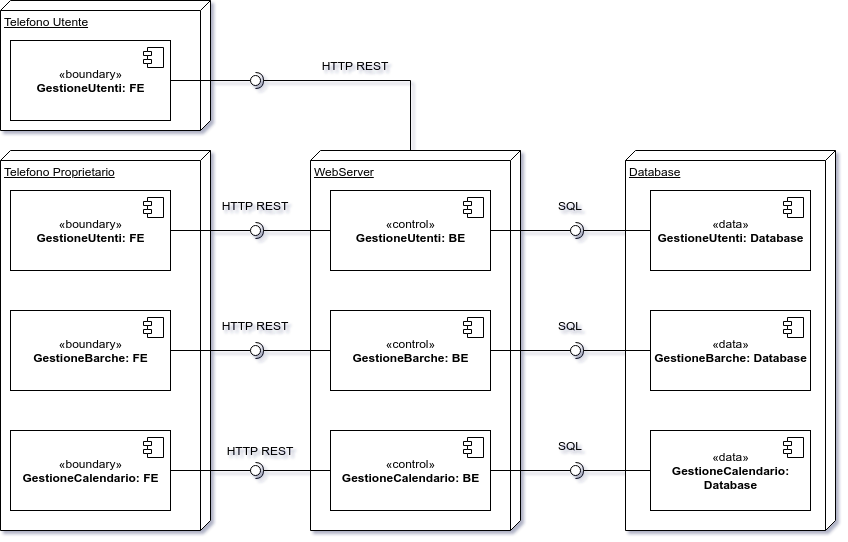 Telefono Utente
«boundary»
GestioneUtenti: FE
HTTP REST
Telefono Proprietario
WebServer
Database
«boundary»
GestioneUtenti: FE
HTTP REST
«control»
GestioneUtenti: BE
SQL
«data»
GestioneUtenti: Database
«boundary»
GestioneBarche: FE
HTTP REST
«control»
GestioneBarche: BE
SQL
«data»
GestioneBarche: Database
«boundary»
GestioneCalendario: FE
HTTP REST
«control»
GestioneCalendario: BE
SQL
«data»
GestioneCalendario:
Database